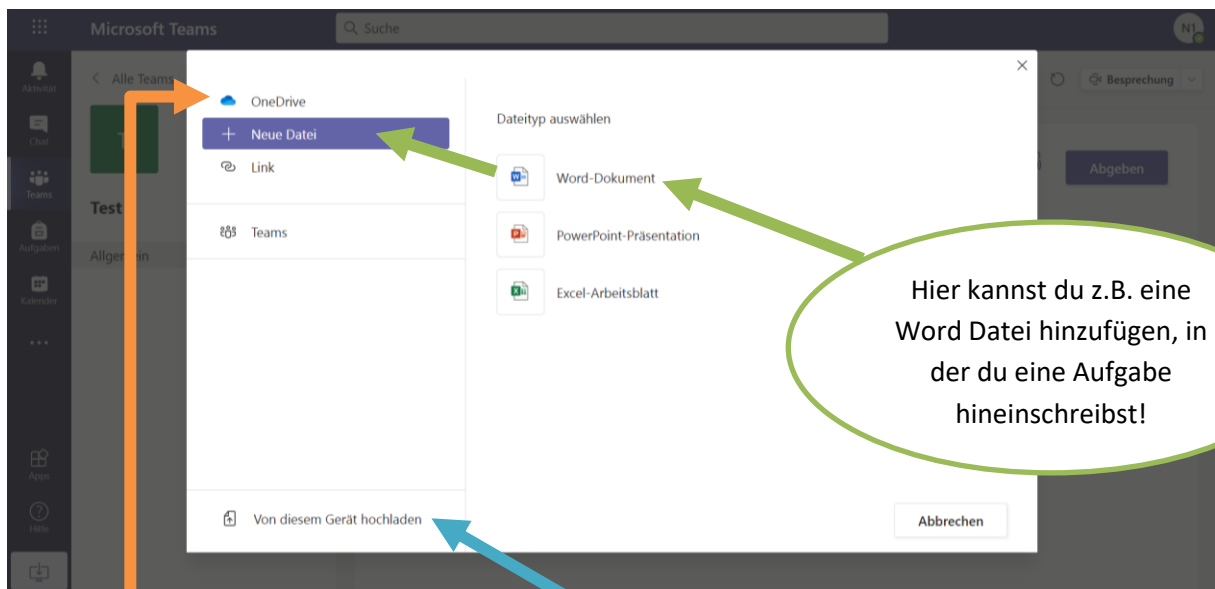 Microsoft Teams
Suche
N1
Aktivität
Alle Teams
Besprechung
OneDrive
Dateityp auswählen
Neue Datei
Chat
Link
Word-Dokument
Abgeben
Teams
Test
Teams
PowerPoint-Präsentation
Aufgaben
Allgemein
Excel-Arbeitsblatt
Kalender
Hier kannst du z.B. eine
Word Datei hinzufügen, in
der du eine Aufgabe
hineinschreibst!
Apps
Hilfe
Von diesem Gerät hochladen
Abbrechen